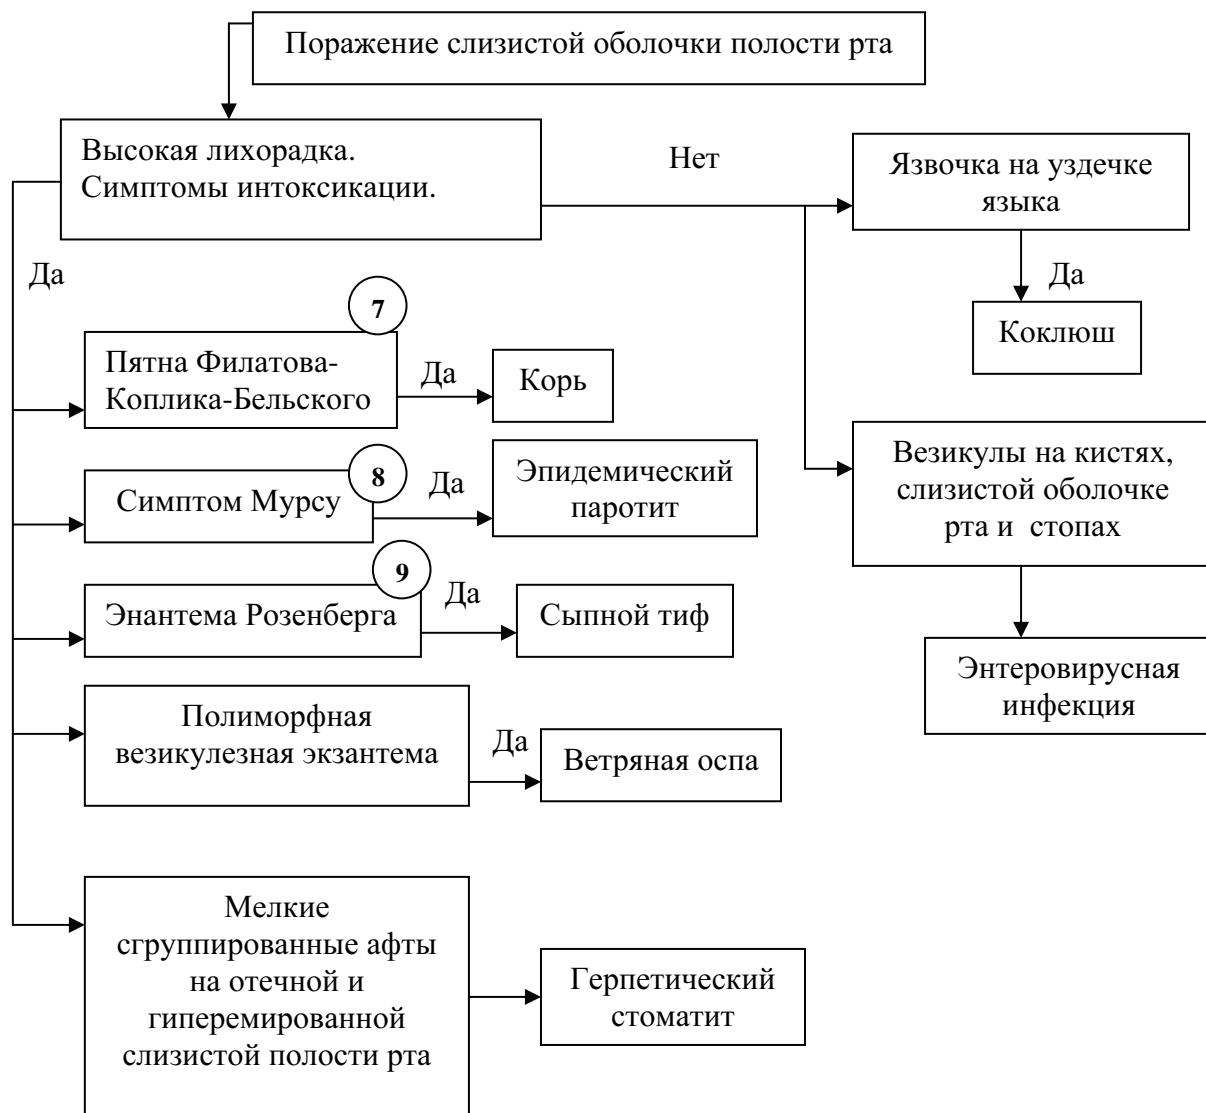 Поражение слизистой оболочки полости рта
Высокая лихорадка.
Симптомы интоксикации.
Нет
Язвочка на уздечке
языка
Да
Да
Коклюш
7
Пятна Филатова-
Коплика-Бельского
Да
Корь
Везикулы на кистях,
слизистой оболочке
рта и стопах
8
Симптом Мурсу
Да
Эпидемический
паротит
9
Энантема Розенберга
Да
Сыпной тиф
Энтеровирусная
инфекция
Полиморфная
везикулезная экзантема
Да
Ветряная оспа
Мелкие
сгруппированные афты
на отечной и
гиперемированной
слизистой полости рта
Герпетический
стоматит